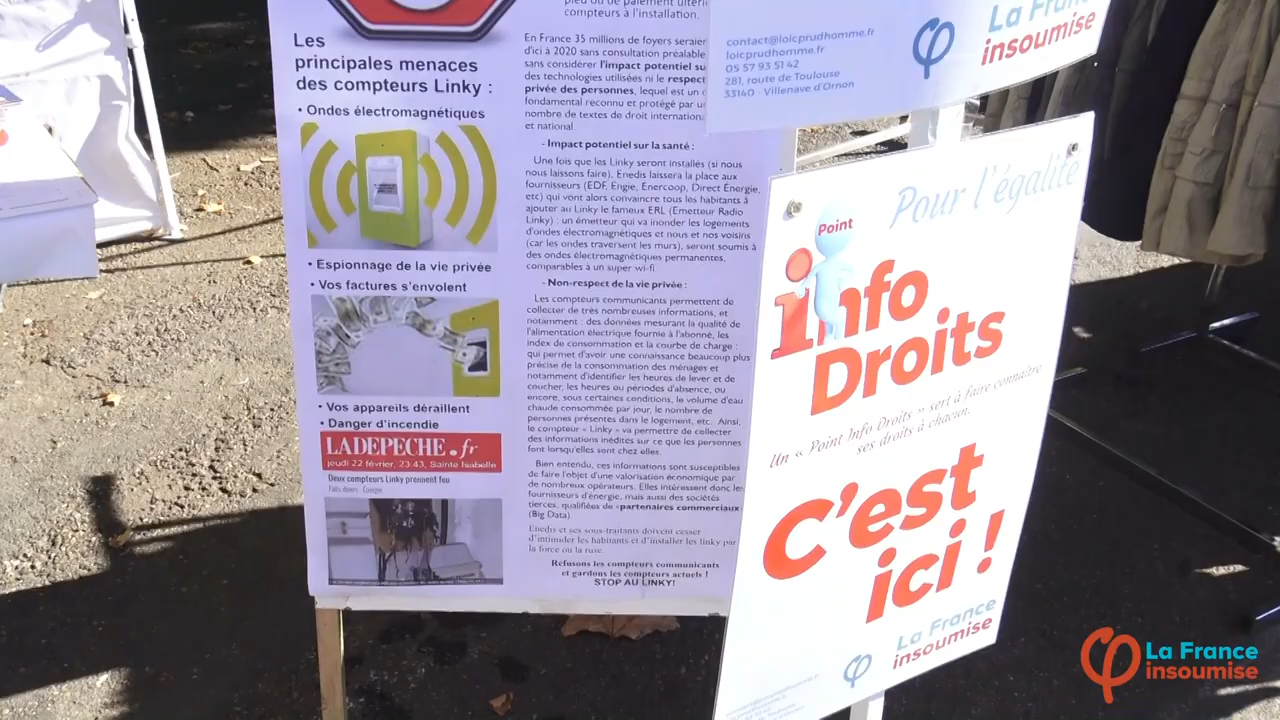 Les
principales menaces
des compteurs Linky :
• Ondes électromagnétiques
• Espionnage de la vie privée
• Vos factures s'envolent
• Vos appareils déraillent
• Danger d'incendie
LADEPECHE.fr
jeudi 22 février, 23:43, Sainte Isabelle
Deux compteurs Linky prennent feu
Faits divers
compteurs à l'installation.
En France 35 millions de foyers seraien
d'ici à 2020 sans consultation préalable
sans considérer l'impact potentiel su
des technologies utilisées ni le respect
privée des personnes, lequel est un
fondamental reconnu et protégé par u
nombre de textes de droit internation
et national.
- Impact potentiel sur la santé :
Une fois que les Linky seront installés (si nous
nous laissons faire), Enedis laissera la place aux
fournisseurs (EDF, Engie, Enercoop, Direct Energie,
etc) qui vont alors convaincre tous les habitants à
ajouter au Linky le fameux ERL (Emetteur Radio
Linky) : un émetteur qui va inonder les logements
d'ondes électromagnétiques et nous et nos voisins
(car les ondes traversent les murs), seront soumis à
des ondes électromagnétiques permanentes,
comparables à un super wi-fi
- Non-respect de la vie privée :
Les compteurs communicants permettent de
collecter de très nombreuses informations, et
notamment : des données mesurant la qualité de
l'alimentation électrique fournie à l'abonné, les
index de consommation et la courbe de charge :
qui permet d'avoir une connaissance beaucoup plus
précise de la consommation des ménages et
notamment d'identifier les heures de lever et de
coucher, les heures ou périodes d'absence, ou
encore, sous certaines conditions, le volume d'eau
chaude consommée par jour, le nombre de
personnes présentes dans le logement, etc. Ainsi,
le compteur « Linky » va permettre de collecter
des informations inédites sur ce que les personnes
font lorsqu'elles sont chez elles.
Bien entendu, ces informations sont susceptibles
de faire l'objet d'une valorisation économique par
de nombreux opérateurs. Elles intéressent donc les
fournisseurs d'énergie, mais aussi des sociétés
tierces, qualifiées de «partenaires commerciaux
(Big Data).
Enedis et ses sous-traitants doivent cesser
d'intimider les habitants et d'installer les linky par
la force ou la ruse.
Refusons les compteurs communicants
et gardons les compteurs actuels !
STOP AU LINKY!
contact@loicprudhomme.fr
loicprudhomme.fr
05 57 93 51 42
281, route de Toulouse
33140 - Villenave d'Ornon
La France
insoumise
Pour l'égalité
Point
info
Droits
Un « Point Info Droits » sert à faire connaître
ses droits à chacun.
C'est
ici !
La France
insoumise
La France
insoumise